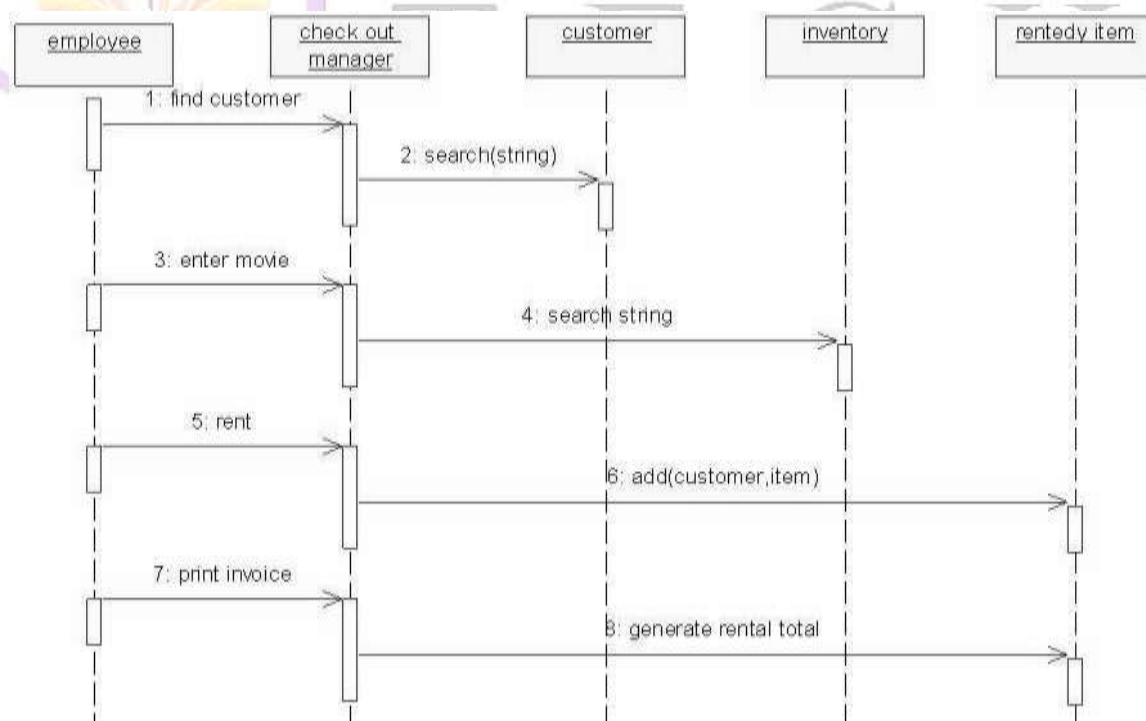 employee
check out
manager
customer
inventory
rentedy item
1: find customer
2: search(string)
3: enter movie
4: search string
5: rent
6: add(customer,item)
7: print invoice
8: generate rental total